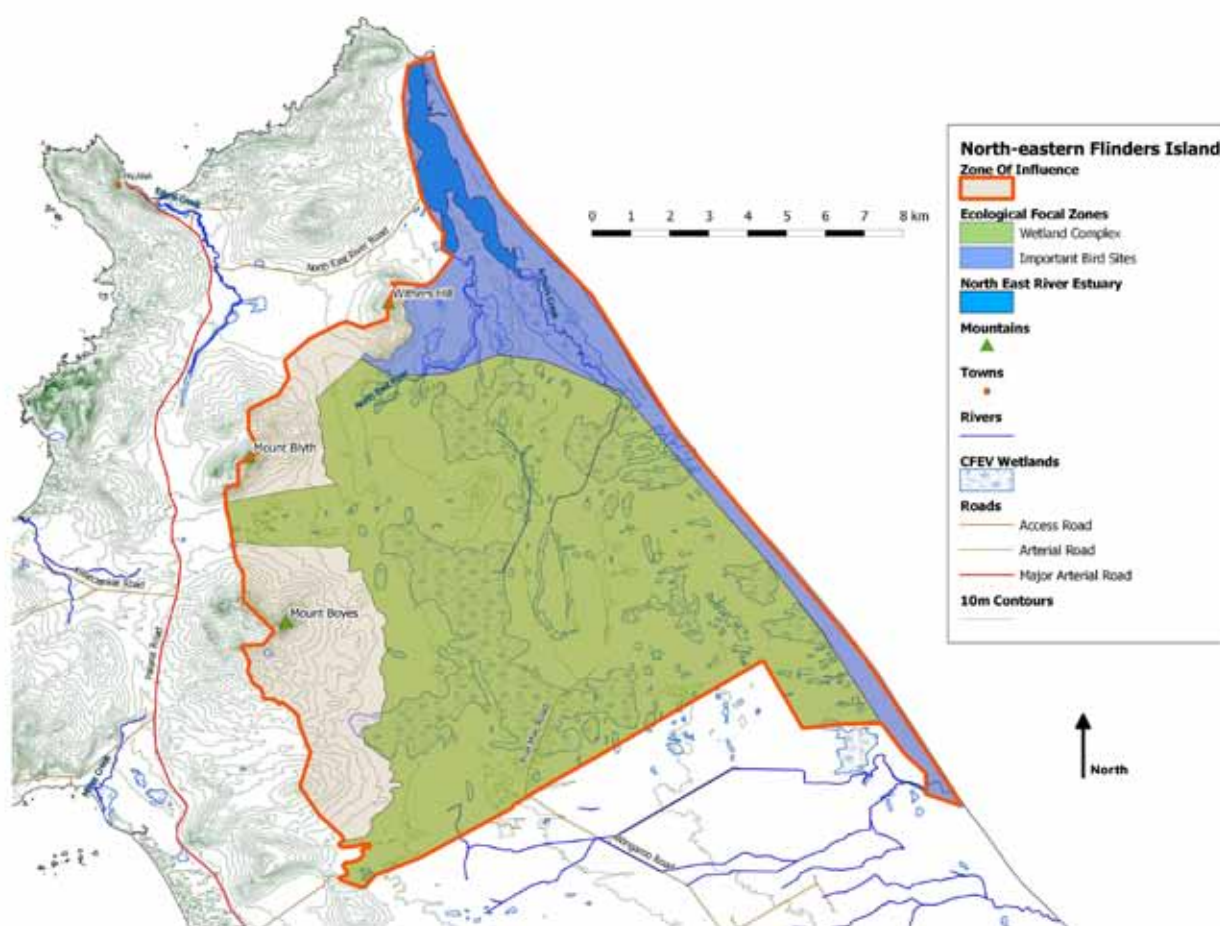 PALANA
North East River Road
Withers Hill
North East River
Mount Blyth
Mount Boyes
Palana Road
0 1 2 3 4 5 6 7 8 km
North-eastern Flinders Island
Zone Of Influence
Ecological Focal Zones
Wetland Complex
Important Bird Sites
North East River Estuary
Mountains
Towns
Rivers
CFEV Wetlands
Roads
Access Road
Arterial Road
Major Arterial Road
10m Contours
North